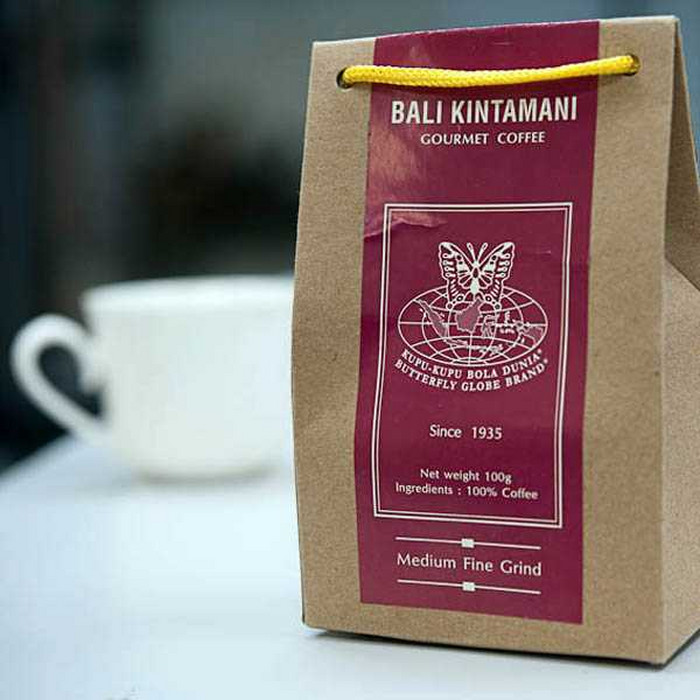 BALI KINTAMANI
GOURMET COFFEE
KUPU-KUPU BOLA DUNIA®
BUTTERFLY GLOBE BRAND®
Since 1935
Net weight 100g
Ingredients : 100% Coffee
Medium Fine Grind